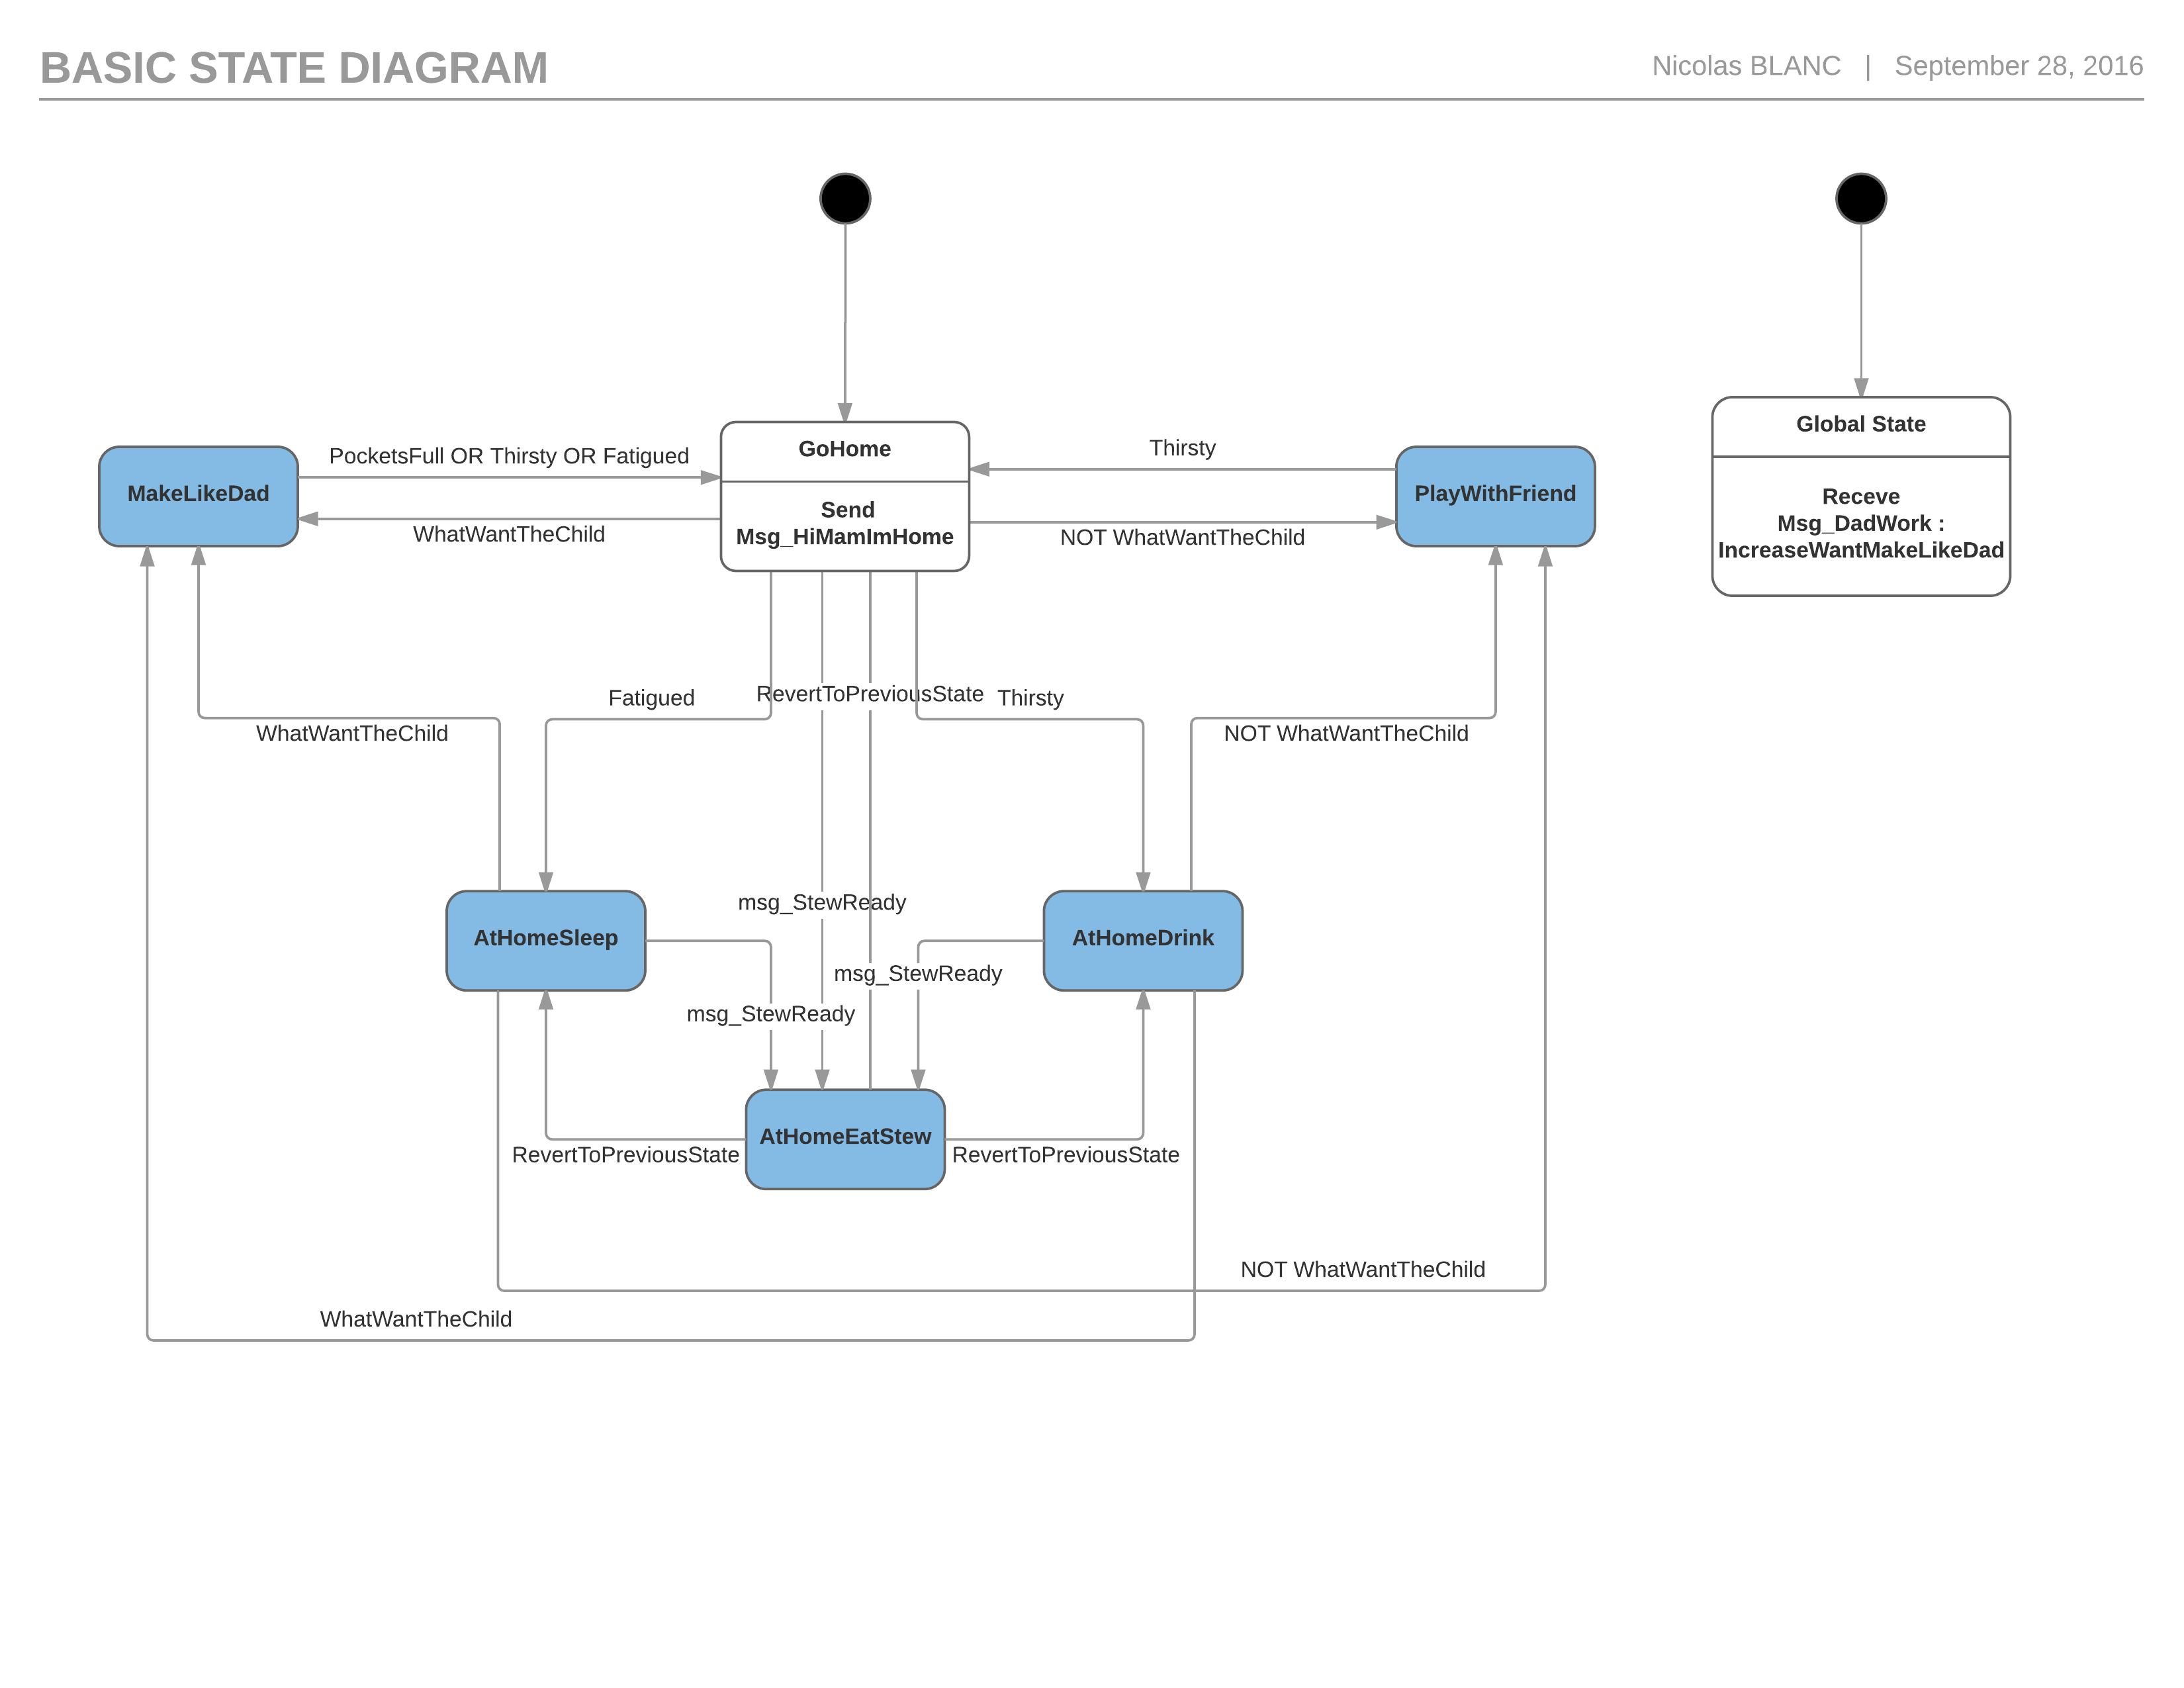 BASIC STATE DIAGRAM
Nicolas BLANC | September 28, 2016
GoHome
Send
Msg_HiMamImHome
Global State
Receve
Msg_DadWork :
IncreaseWantMakeLikeDad
MakeLikeDad
PocketsFull OR Thirsty OR Fatigued
WhatWantTheChild
Thirsty
NOT WhatWantTheChild
PlayWithFriend
Fatigued
RevertToPreviousState
Thirsty
WhatWantTheChild
NOT WhatWantTheChild
AtHomeSleep
msg_StewReady
AtHomeDrink
msg_StewReady
msg_StewReady
AtHomeEatStew
RevertToPreviousState
RevertToPreviousState
NOT WhatWantTheChild
WhatWantTheChild